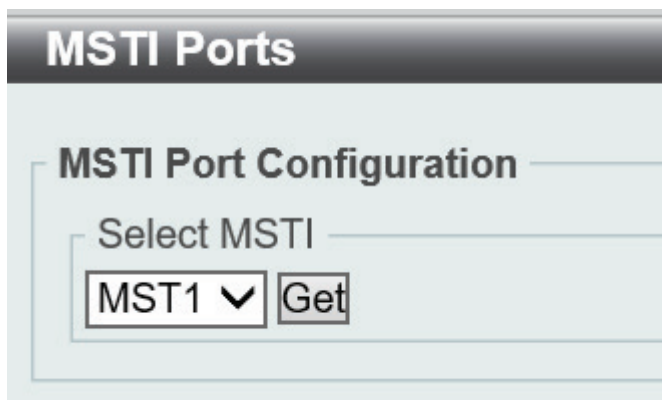 MSTI Ports
MSTI Port Configuration
Select MSTI
MST1 Get